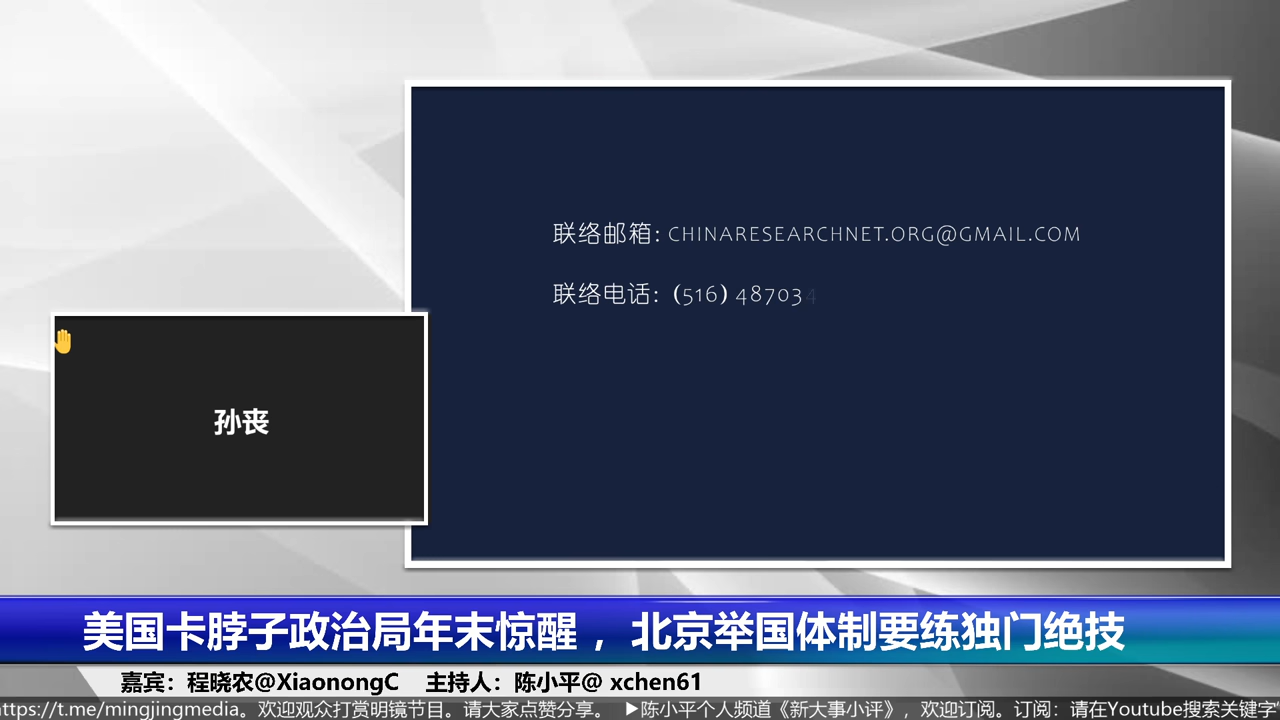 联络邮箱: CHINARESEARCHNET.ORG@GMAIL.COM
联络电话: (516) 487034
孙丧
美国卡脖子政治局年末惊醒 ，北京举国体制要练独门绝技
嘉宾：程晓农@XiaonongC 主持人：陈小平@ xchen61
https://t.me/mingjingmedia。欢迎观众打赏明镜节目。请大家点赞分享。 ▶陈小平个人频道《新大事小评》，欢迎订阅。订阅：请在Youtube搜索关键字“